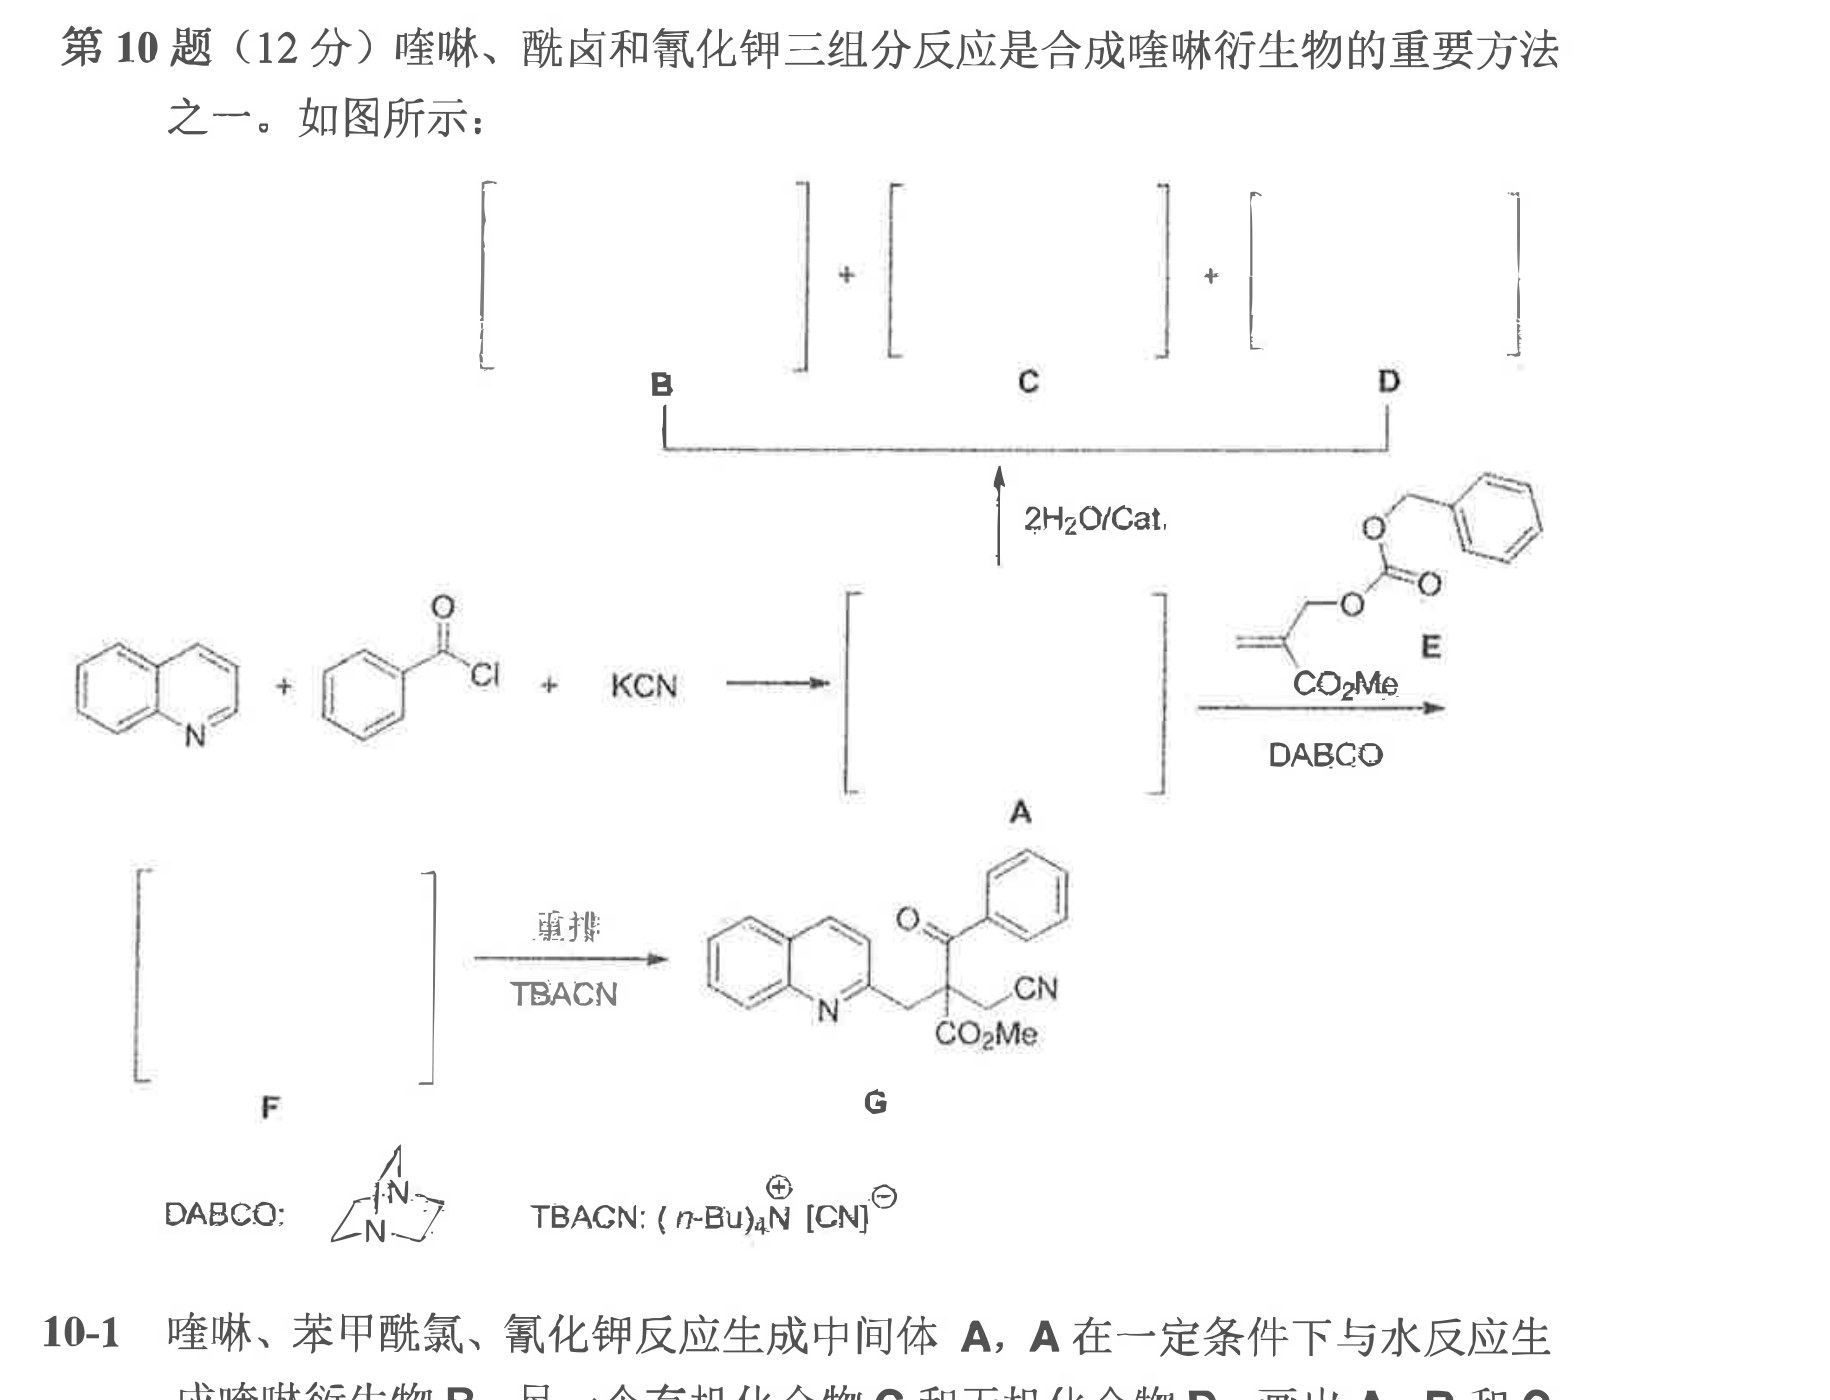 第 10 题（12 分）喹啉、酰卤和氰化钾三组分反应是合成喹啉衍生物的重要方法
之一。如图所示：
+ +
B C D
2H₂O/Cat.
O O O
E
CO₂Me
N + O Cl + KCN
DABCO
A
重排
TBACN
F
O N CN
CO₂Me
G
DABCO: N N TBACN: ( n-Bu)₄N⊕ [CN]⊖
10-1 喹啉、苯甲酰氯、氰化钾反应生成中间体 A，A 在一定条件下与水反应生